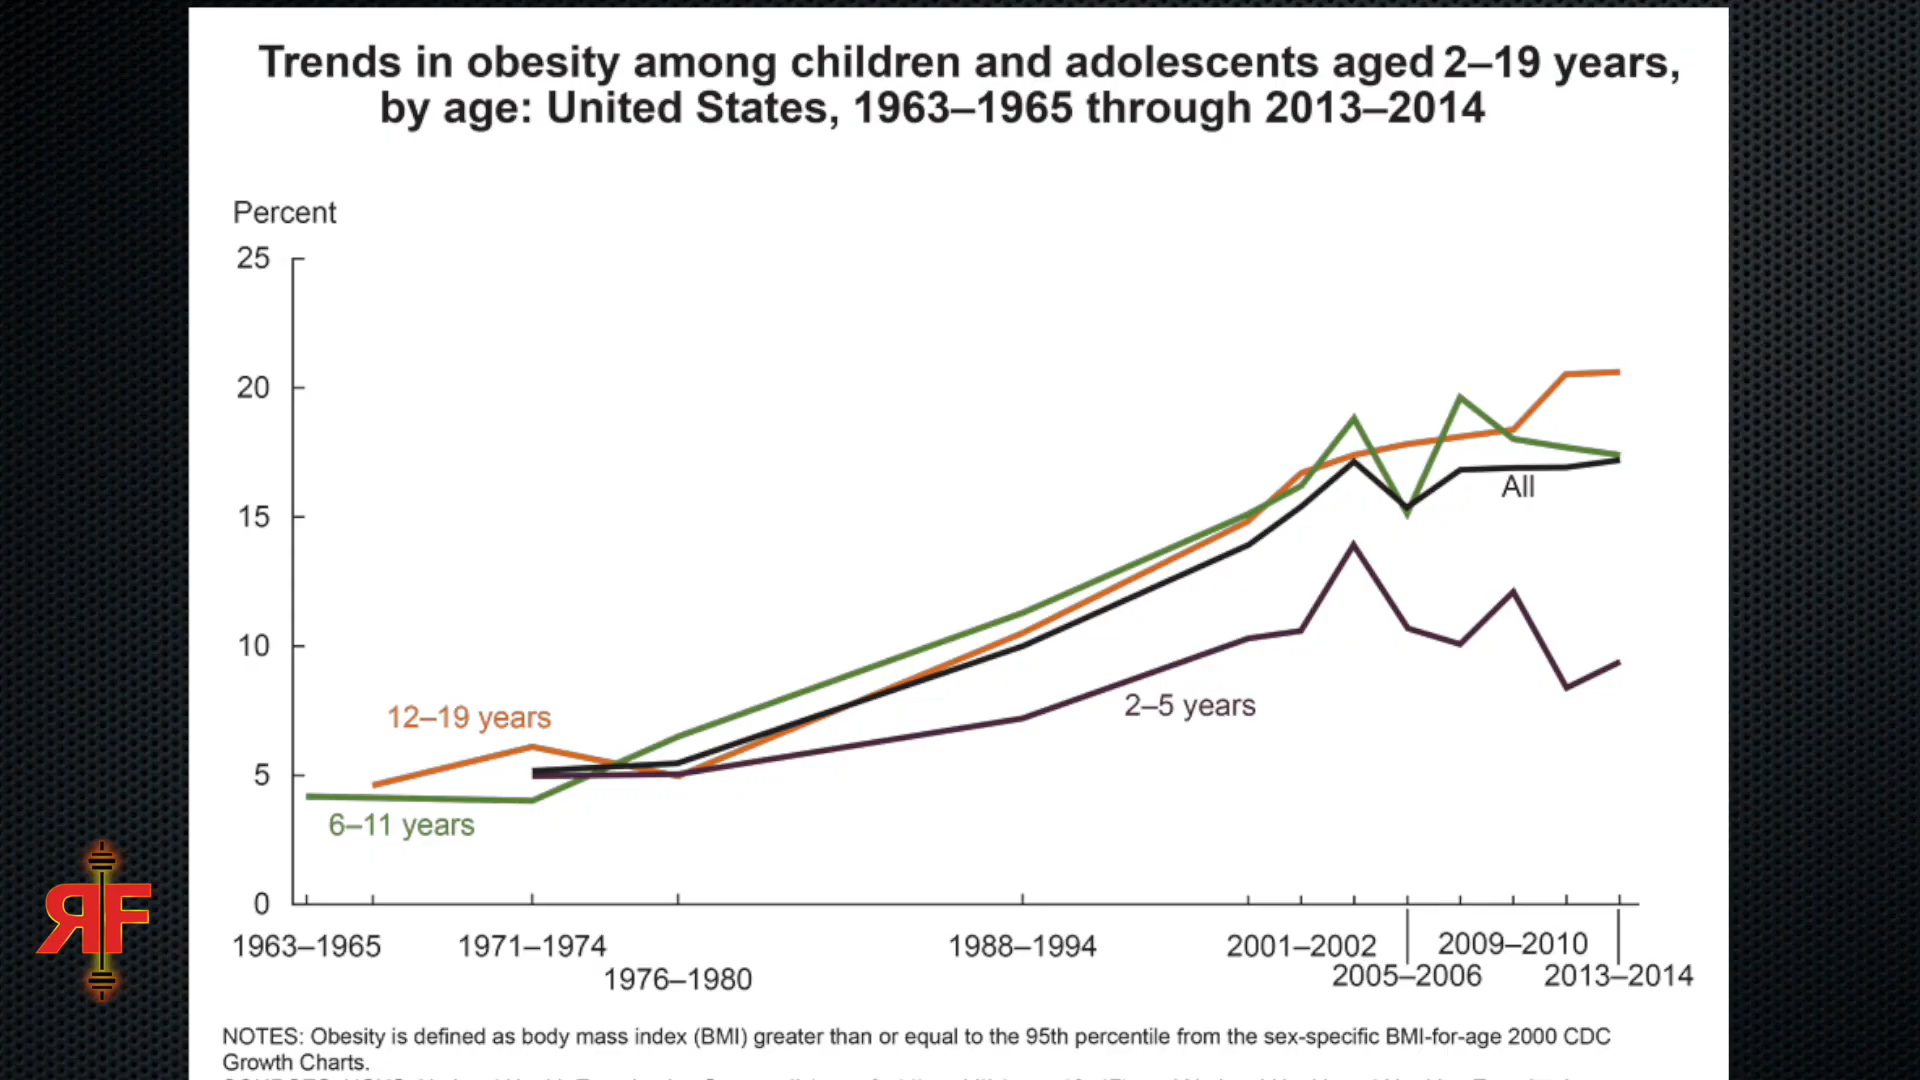 Trends in obesity among children and adolescents aged 2–19 years,
by age: United States, 1963–1965 through 2013–2014
Percent
25
20
15
10
5
0
All
2–5 years
12–19 years
6–11 years
1963–1965
1971–1974
1976–1980
1988–1994
2001–2002
2005–2006
2009–2010
2013–2014
RF
NOTES: Obesity is defined as body mass index (BMI) greater than or equal to the 95th percentile from the sex-specific BMI-for-age 2000 CDC
Growth Charts.